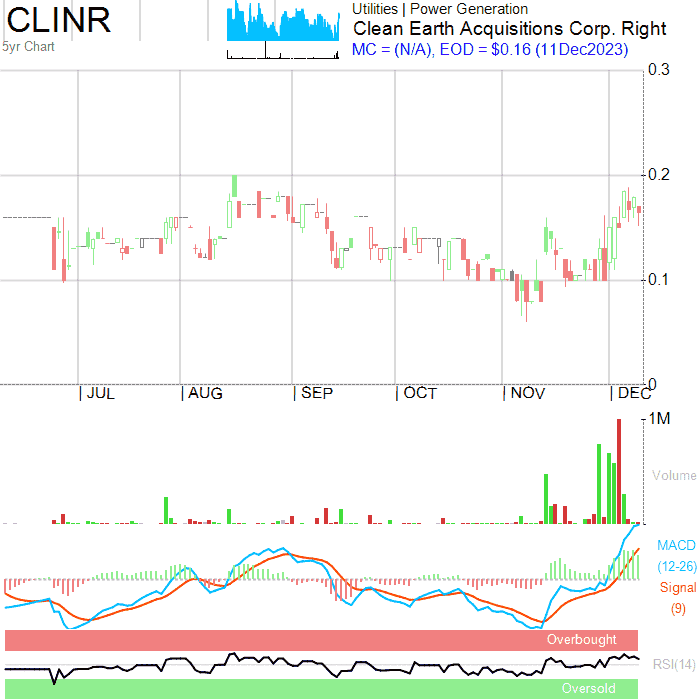 CLINR
5yr Chart
Utilities | Power Generation
Clean Earth Acquisitions Corp. Right
MC = (N/A), EOD = $0.16 (11Dec2023)
0.3
0.2
0.1
0
| JUL | AUG | SEP | OCT | NOV | DEC
1M
Volume
MACD
(12-26)
Signal
(9)
Overbought
RSI(14)
Oversold